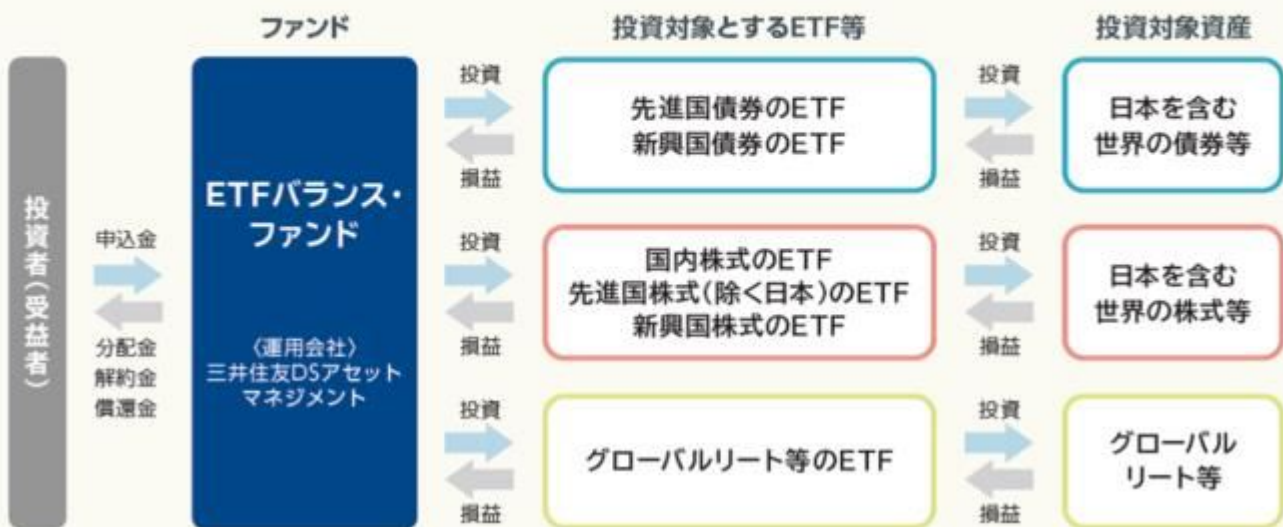 ファンド
投資対象とするETF等
投資対象資産
投資者(受益者)
申込金
分配金
解約金
償還金
ETFバランス・
ファンド
〈運用会社〉
三井住友DSアセット
マネジメント
投資
損益
先進国債券のETF
新興国債券のETF
投資
損益
日本を含む
世界の債券等
投資
損益
国内株式のETF
先進国株式(除く日本)のETF
新興国株式のETF
投資
損益
日本を含む
世界の株式等
投資
損益
グローバルリート等のETF
投資
損益
グローバル
リート等